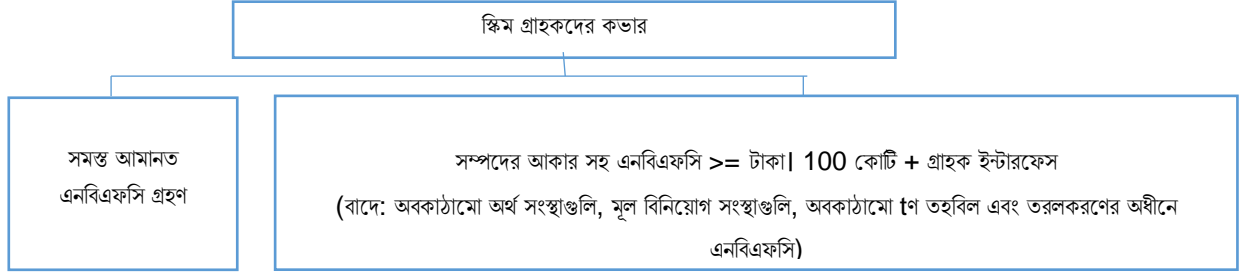 স্কিম গ্রাহকদের কভার
সমস্ত আমানত
এনবিএফসি গ্রহণ
সম্পদের আকার সহ এনবিএফসি >= টাকা| 100 কোটি + গ্রাহক ইন্টারফেস
(বাদে: অবকাঠামো অর্থ সংস্থাগুলি, মূল বিনিয়োগ সংস্থাগুলি, অবকাঠামো tণ তহবিল এবং তরলকরণের অধীনে
এনবিএফসি)